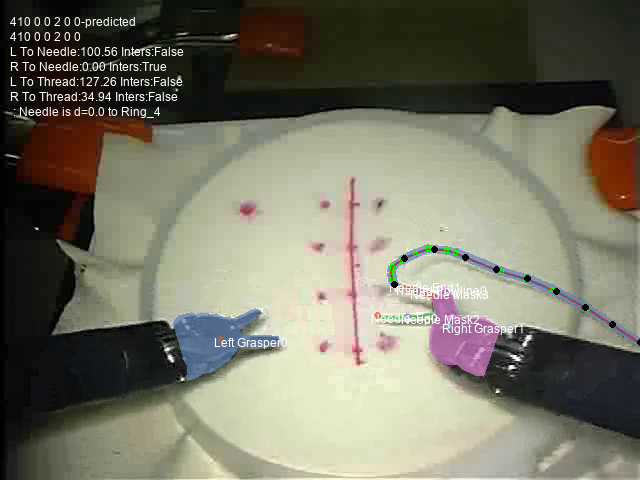 410 0 0 2 0 0-predicted
410 0 0 2 0 0
L To Needle:100.56 Inters:False
R To Needle:0.00 Inters:True
L To Thread:127.26 Inters:False
R To Thread:34.94 Inters:False
: Needle is d=0.0 to Ring_4
Needle Mask3
Needle Mask2
Right Grasper1
Left Grasper0